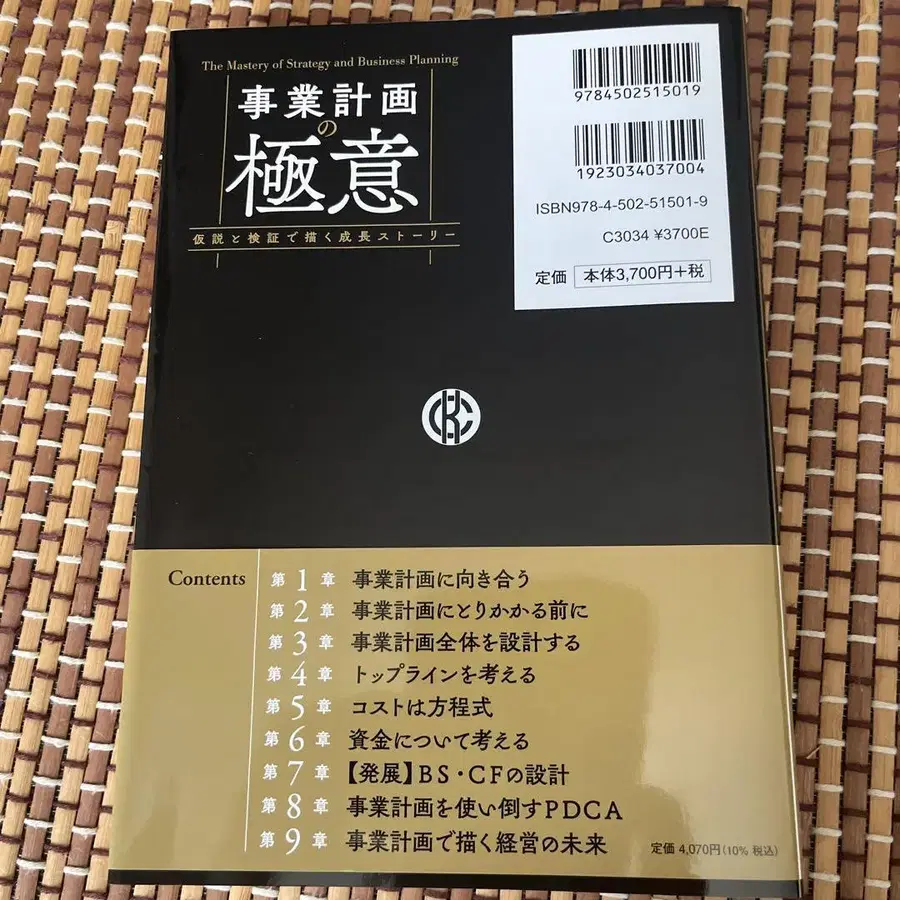 The Mastery of Strategy and Business Planning
事業計画
の
極意
仮説と検証で描く成長ストーリー
9784502515019
1923034037004
ISBN978-4-502-51501-9
C3034 ¥3700E
定価 本体3,700円+税
Contents
第1章 事業計画に向き合う
第2章 事業計画にとりかかる前に
第3章 事業計画全体を設計する
第4章 トップラインを考える
第5章 コストは方程式
第6章 資金について考える
第7章 【発展】BS・CFの設計
第8章 事業計画を使い倒すPDCA
第9章 事業計画で描く経営の未来
定価 4,070円(10% 税込)